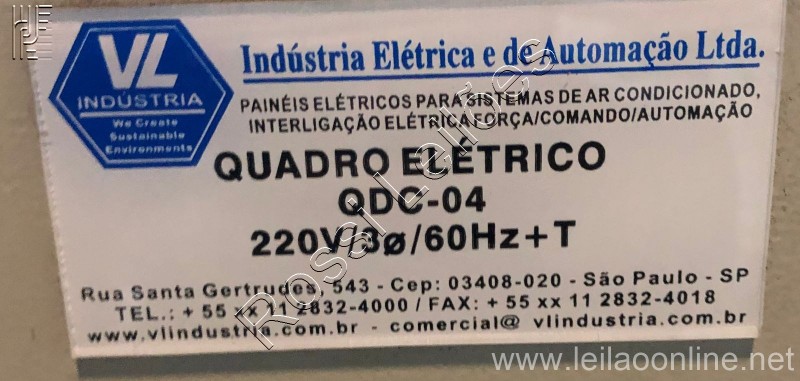 VL
INDÚSTRIA
We Create
Sustainable
Environments
Indústria Elétrica e de Automação Ltda.
PAINÉIS ELÉTRICOS PARA SISTEMAS DE AR CONDICIONADO,
INTERLIGAÇÃO ELÉTRICA FORÇA/COMANDO/AUTOMAÇÃO
QUADRO ELÉTRICO
QDC-04
220V/3ø/60Hz+T
Rua Santa Gertrudes, 543 - Cep: 03408-020 - São Paulo - SP
TEL.: + 55 xx 11 2832-4000 / FAX: + 55 xx 11 2832-4018
www.vlindustria.com.br - comercial@ vlindustria.com.br
Rossi Leilões
www.leilaoonline.net